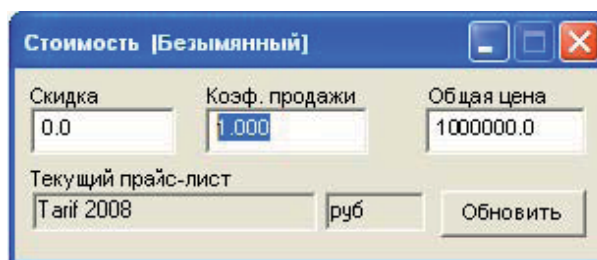 Стоимость [Безымянный]
Скидка Коэф. продажи Общая цена
0.0 1.000 1000000.0
Текущий прайс-лист
Tarif 2008 руб Обновить